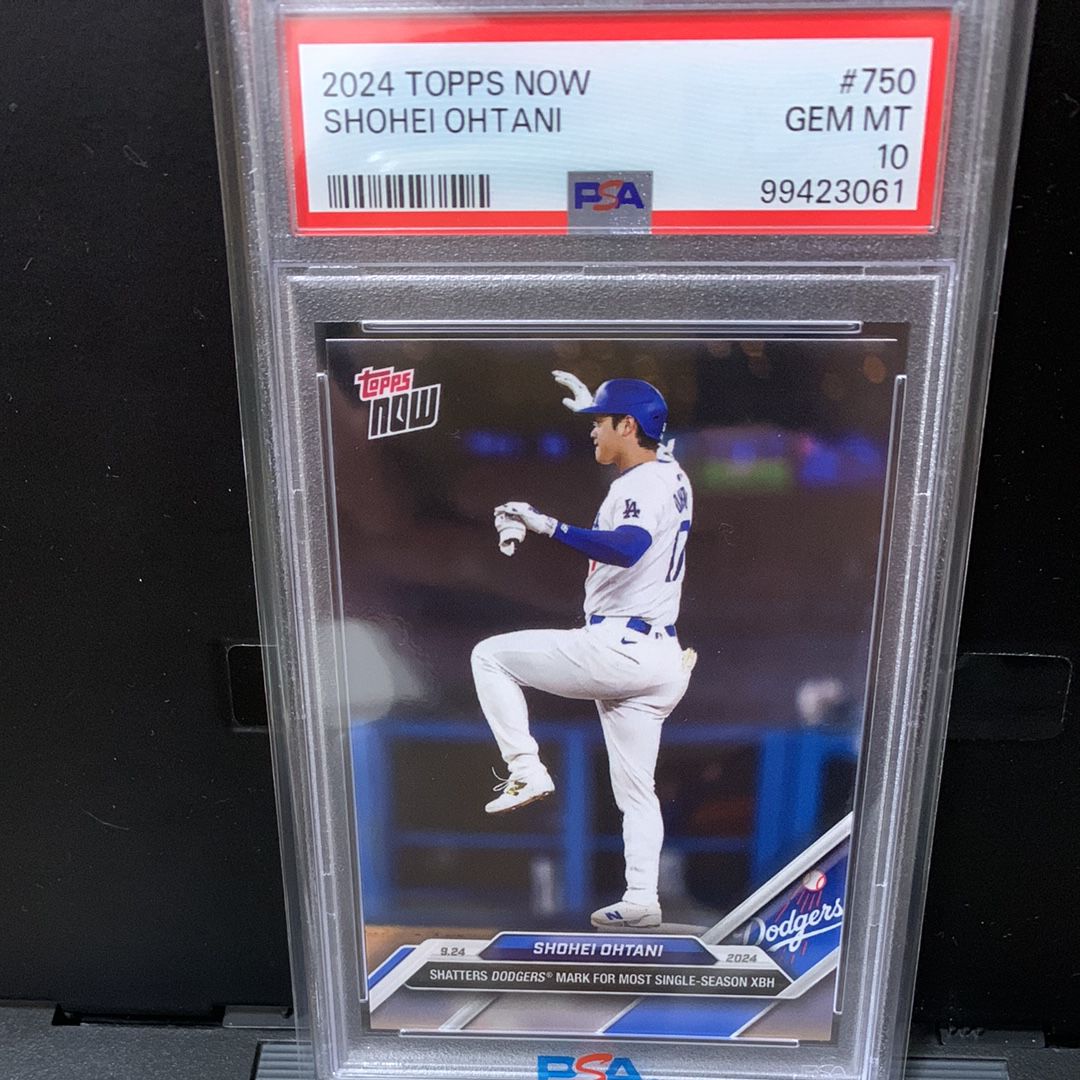 2024 TOPPS NOW #750
SHOHEI OHTANI GEM MT
10
PSA 99423061
topps
NOW
LA
17
Dodgers
9.24 SHOHEI OHTANI 2024
SHATTERS DODGERS® MARK FOR MOST SINGLE-SEASON XBH
PSA